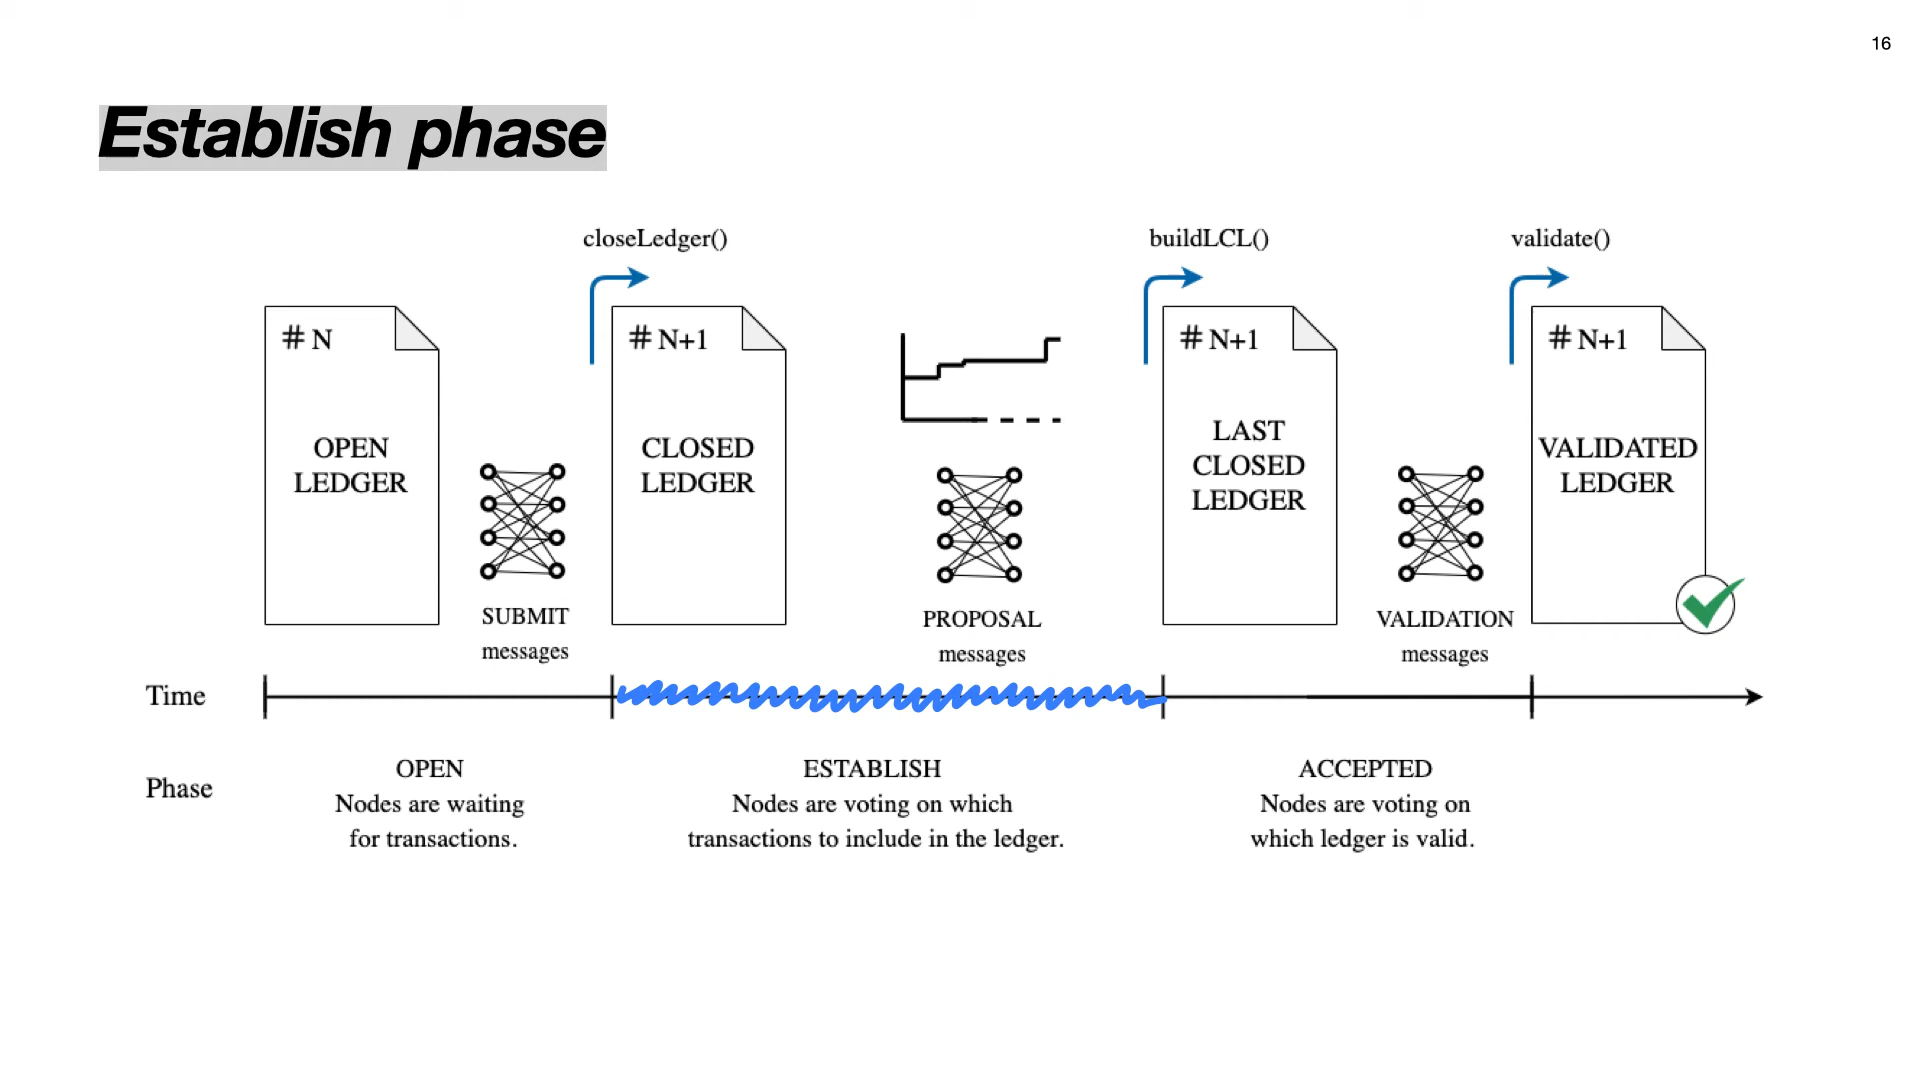 16
Establish phase
closeLedger()
buildLCL()
validate()
# N
# N+1
# N+1
# N+1
OPEN
LEDGER
CLOSED
LEDGER
LAST
CLOSED
LEDGER
VALIDATED
LEDGER
SUBMIT
messages
PROPOSAL
messages
VALIDATION
messages
Time
Phase
OPEN
Nodes are waiting
for transactions.
ESTABLISH
Nodes are voting on which
transactions to include in the ledger.
ACCEPTED
Nodes are voting on
which ledger is valid.